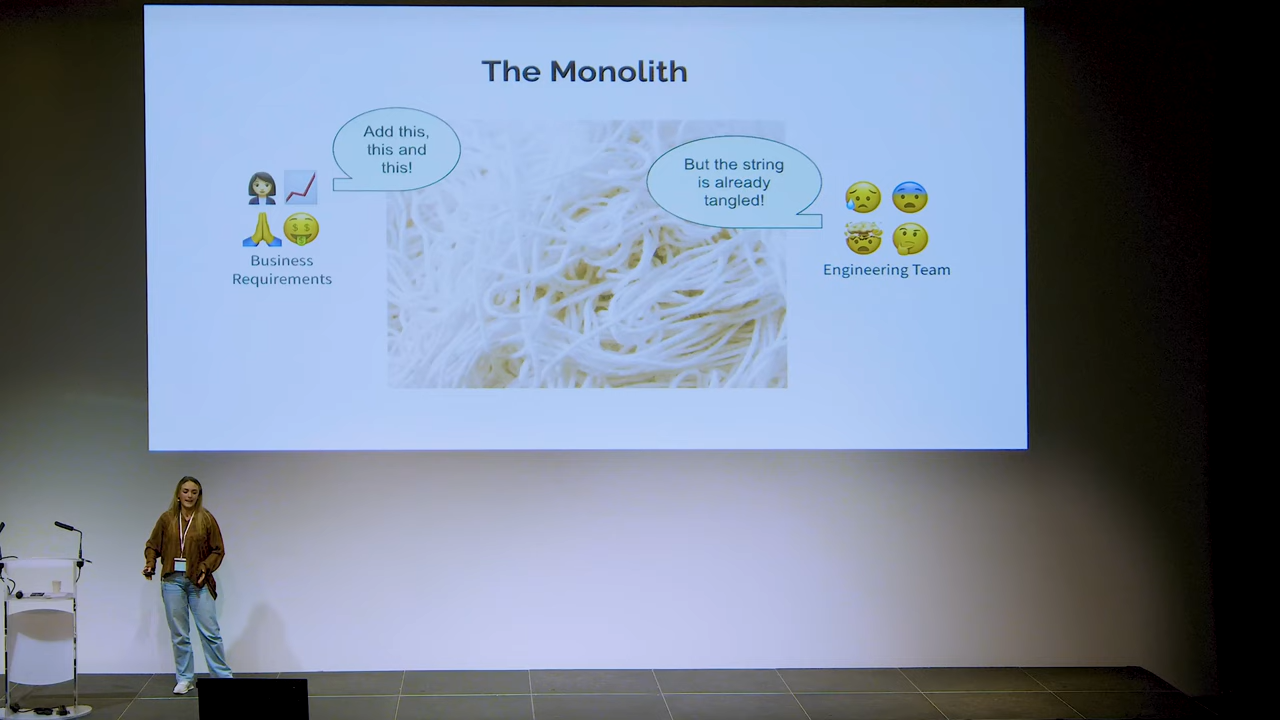 The Monolith
Add this,
this and
this!
But the string
is already
tangled!
Business
Requirements
Engineering Team